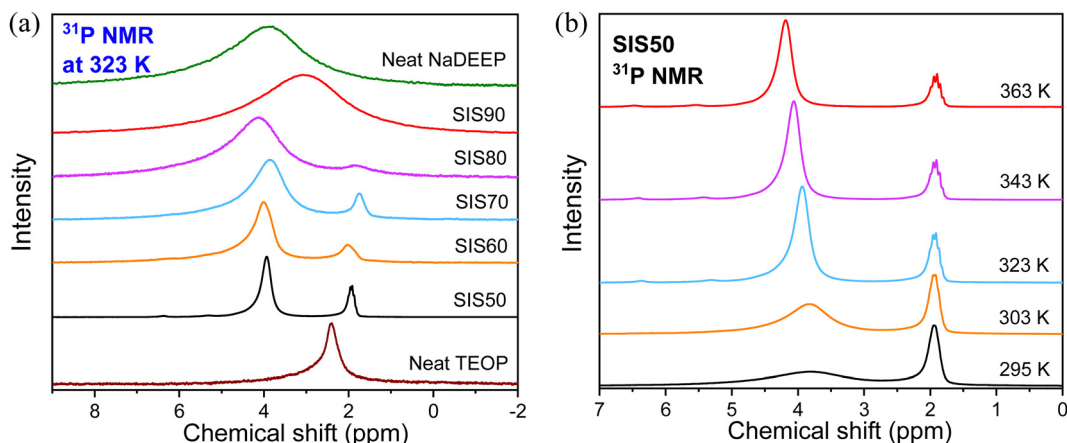 (a)
³¹P NMR
at 323 K
Neat NaDEEP
SIS90
SIS80
SIS70
SIS60
SIS50
Neat TEOP
Intensity
8 6 4 2 0 -2
Chemical shift (ppm)
(b)
SIS50
³¹P NMR
363 K
343 K
323 K
303 K
295 K
Intensity
7 6 5 4 3 2 1 0
Chemical shift (ppm)